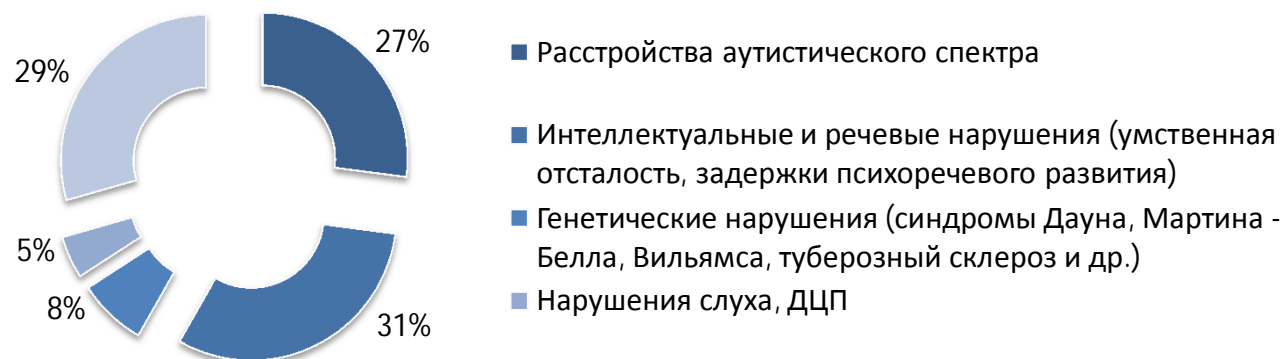 27%
29%
5%
8%
31%
Расстройства аутистического спектра
Интеллектуальные и речевые нарушения (умственная
отсталость, задержки психоречевого развития)
Генетические нарушения (синдромы Дауна, Мартина -
Белла, Вильямса, туберозный склероз и др.)
Нарушения слуха, ДЦП